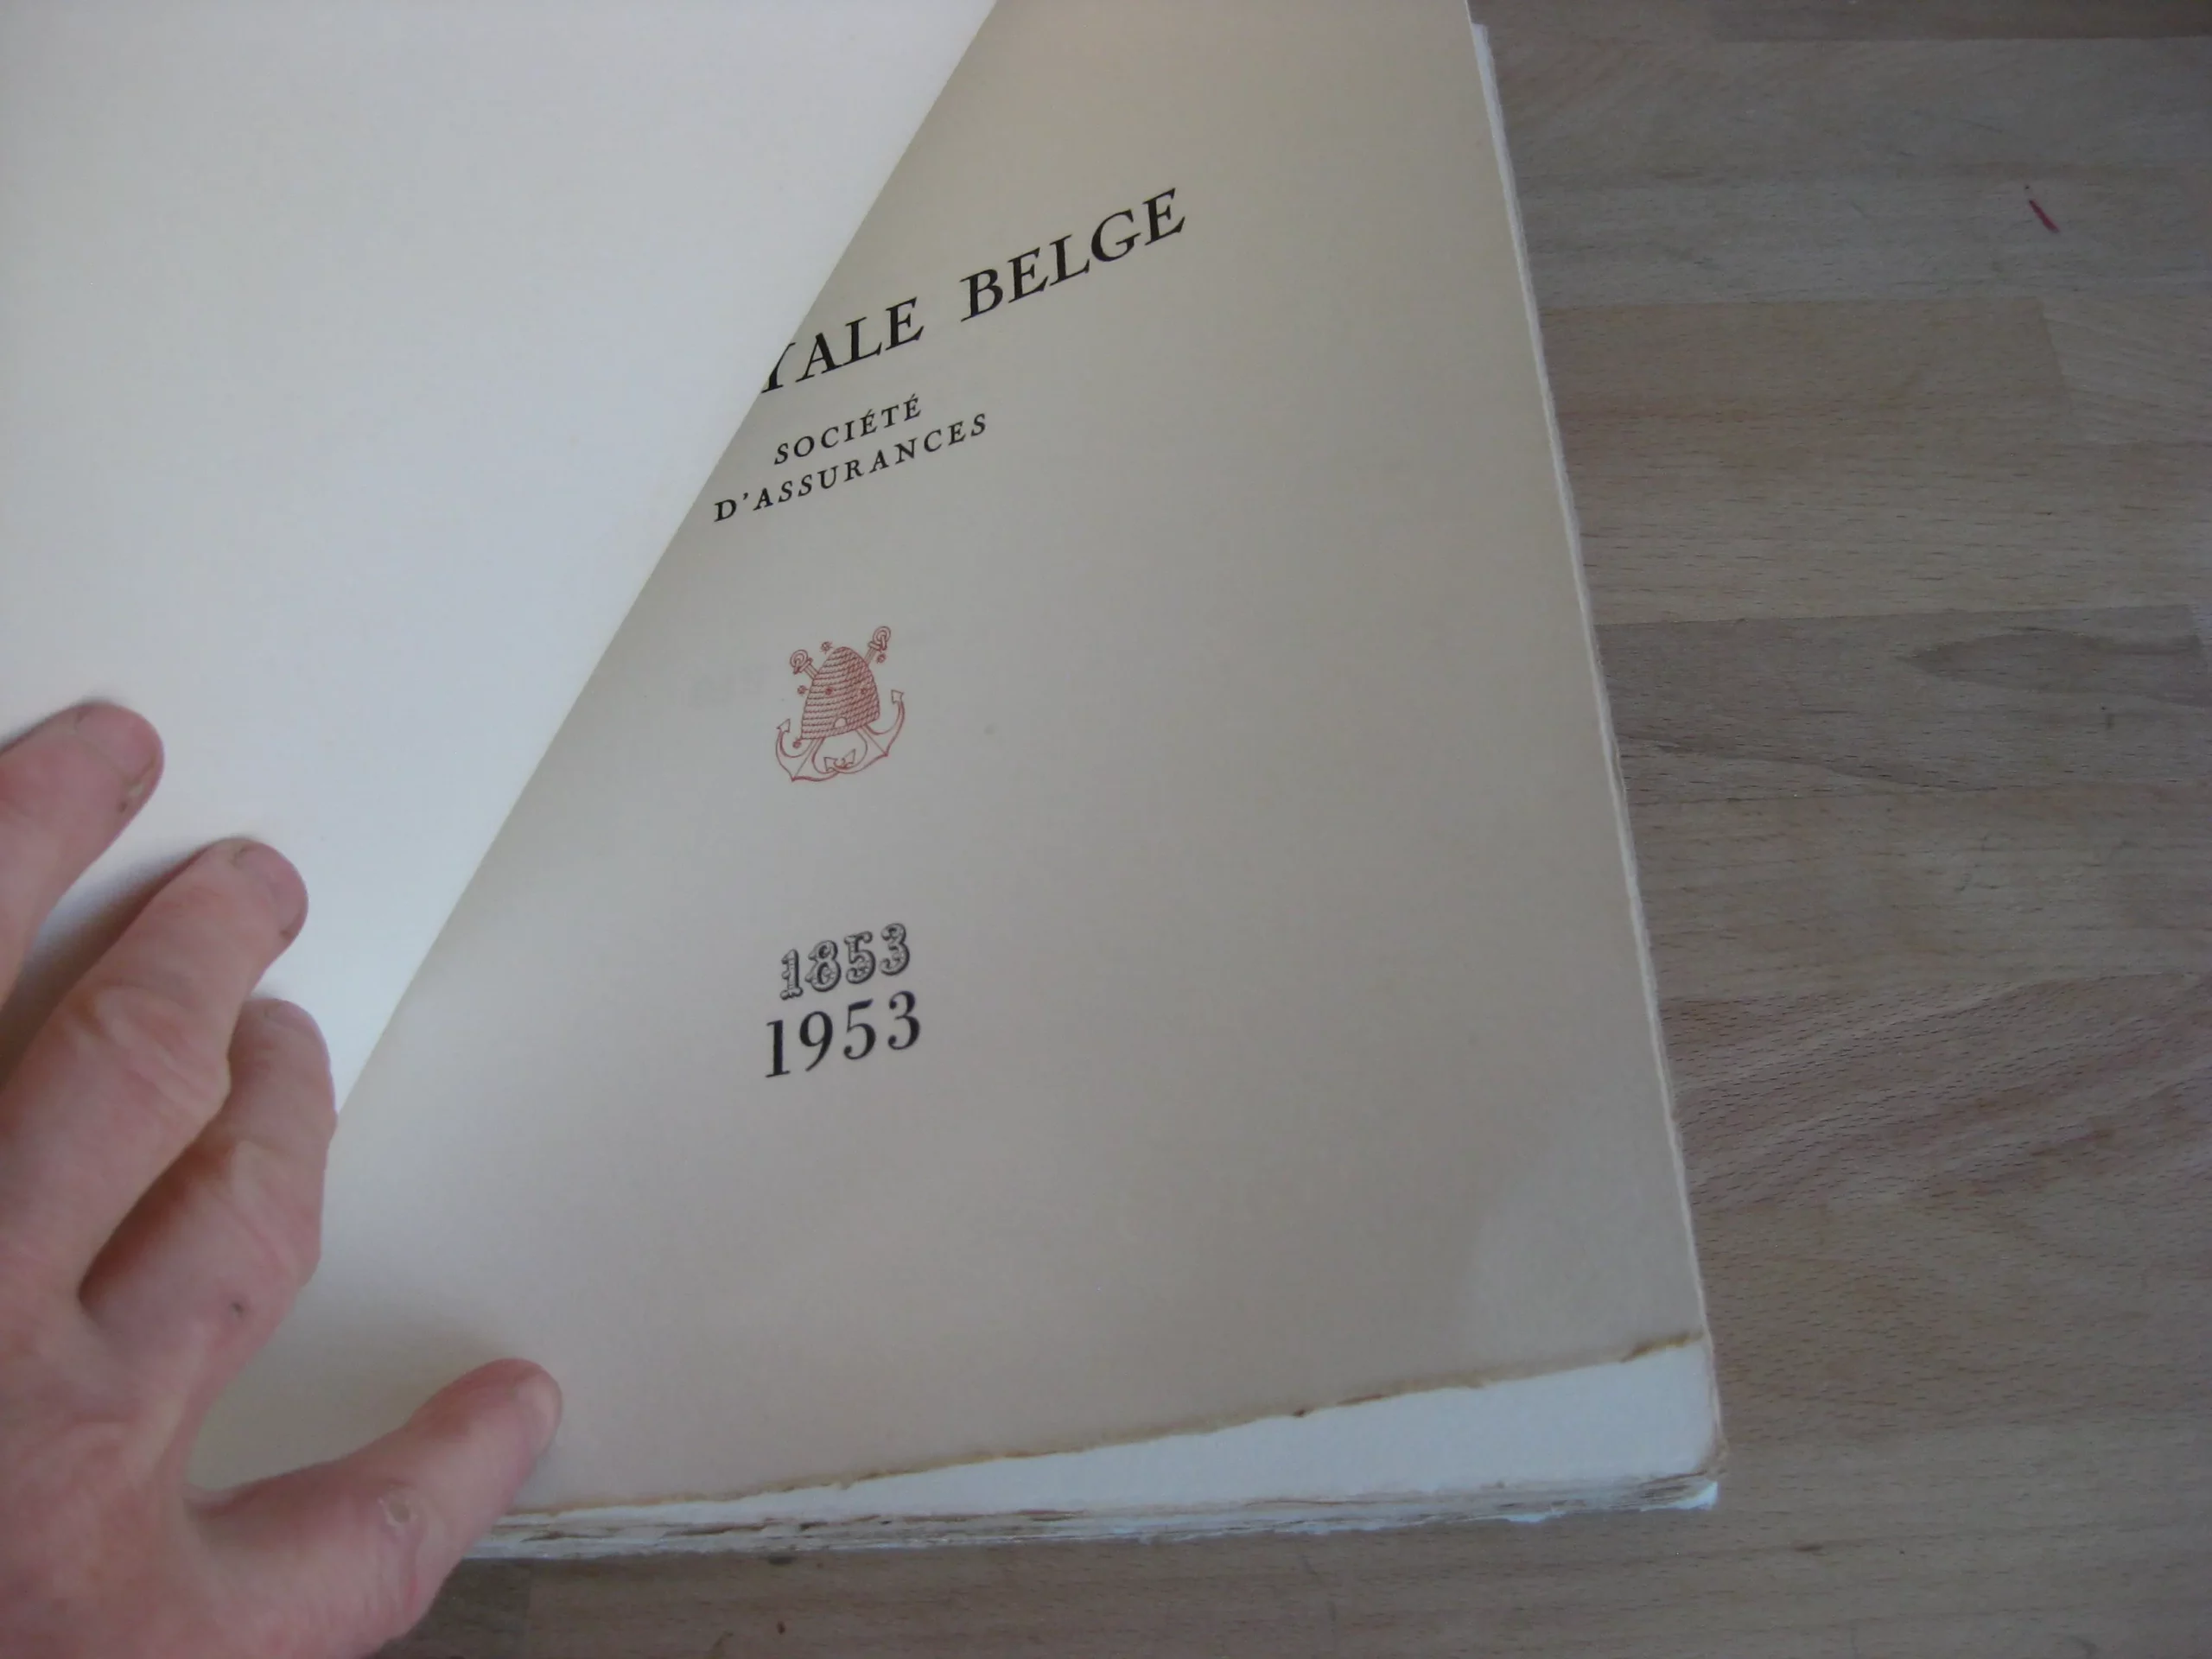 YALE BELGE
SOCIÉTÉ
D'ASSURANCES
1853
1953